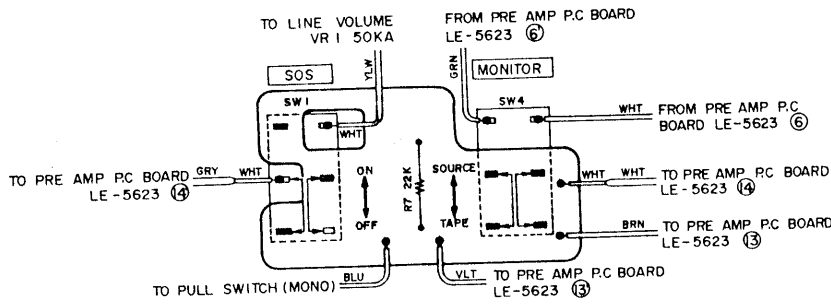 TO LINE VOLUME
VR 1 50KA
FROM PRE AMP P.C BOARD
LE-5623 ⑥'
YLW
GRN
SOS
MONITOR
SW1
SW4
WHT
WHT
FROM PRE AMP P.C
BOARD LE-5623 ⑥
TO PRE AMP P.C BOARD
LE-5623 ⑭
GRY
WHT
ON
OFF
R7 22K
SOURCE
TAPE
WHT
WHT
TO PRE AMP P.C BOARD
LE-5623 ⑭
BRN
TO PRE AMP P.C BOARD
LE-5623 ⑬
TO PULL SWITCH (MONO)
BLU
VLT
TO PRE AMP P.C BOARD
LE-5623 ⑬'